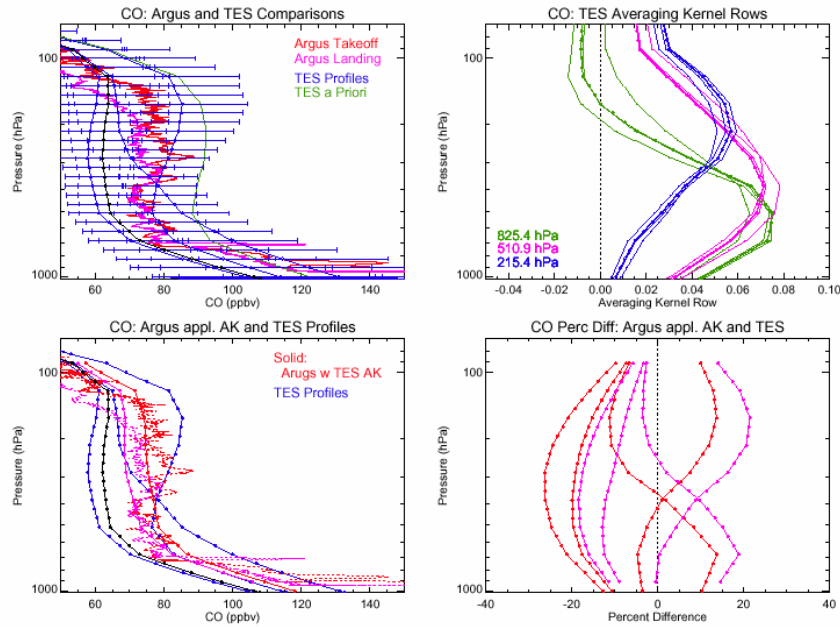 CO: Argus and TES Comparisons
Argus Takeoff
Argus Landing
TES Profiles
TES a Priori
100
1000
Pressure (hPa)
60 80 100 120 140
CO (ppbv)
CO: TES Averaging Kernel Rows
100
1000
Pressure (hPa)
825.4 hPa
510.9 hPa
215.4 hPa
-0.04 -0.02 0.00 0.02 0.04 0.06 0.08 0.10
Averaging Kernel Row
CO: Argus appl. AK and TES Profiles
Solid:
Arugs w TES AK
TES Profiles
100
1000
Pressure (hPa)
60 80 100 120 140
CO (ppbv)
CO Perc Diff: Argus appl. AK and TES
100
1000
Pressure (hPa)
-40 -20 0 20 40
Percent Difference